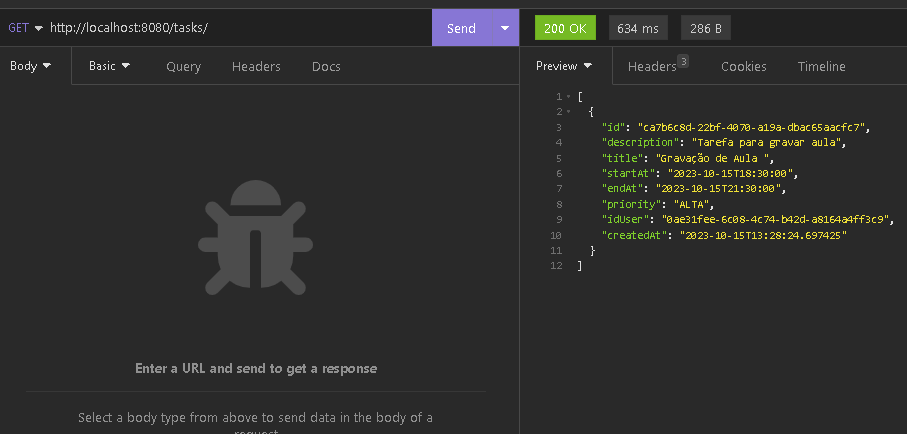 GET http://localhost:8080/tasks/ Send 200 OK 634 ms 286 B
Body Basic Query Headers Docs Preview Headers 3 Cookies Timeline
1 [
2 {
3 "id": "ca7b6c8d-22bf-4070-a19a-dbac65aacfc7",
4 "description": "Tarefa para gravar aula",
5 "title": "Gravação de Aula ",
6 "startAt": "2023-10-15T18:30:00",
7 "endAt": "2023-10-15T21:30:00",
8 "priority": "ALTA",
9 "idUser": "0ae31fee-6c08-4c74-b42d-a8164a4ff3c9",
10 "createdAt": "2023-10-15T13:28:24.697425"
11 }
12 ]
Enter a URL and send to get a response
Select a body type from above to send data in the body of a
request